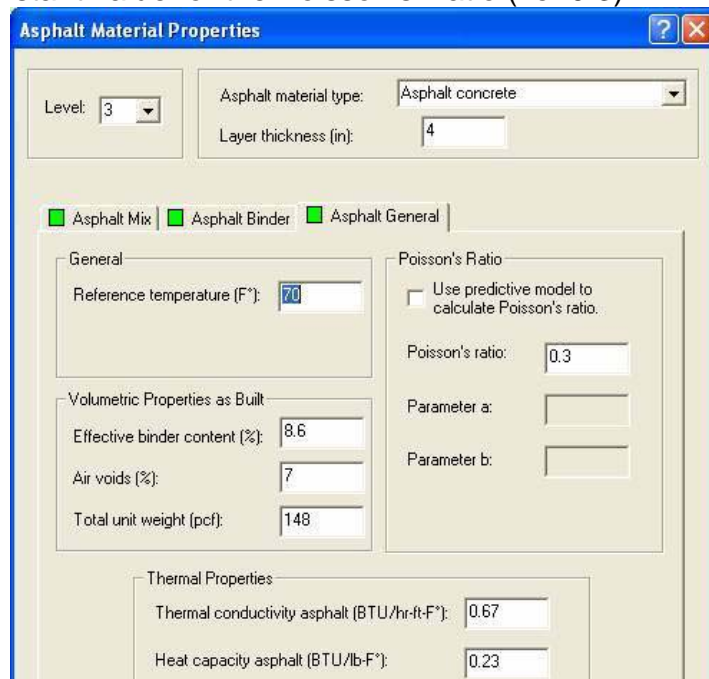 Asphalt Material Properties
Level: 3
Asphalt material type: Asphalt concrete
Layer thickness (in): 4
Asphalt Mix Asphalt Binder Asphalt General
General
Reference temperature (F°): 70
Volumetric Properties as Built
Effective binder content (%): 8.6
Air voids (%): 7
Total unit weight (pcf): 148
Poisson's Ratio
Use predictive model to
calculate Poisson's ratio.
Poisson's ratio: 0.3
Parameter a:
Parameter b:
Thermal Properties
Thermal conductivity asphalt (BTU/hr-ft-F°): 0.67
Heat capacity asphalt (BTU/lb-F°): 0.23